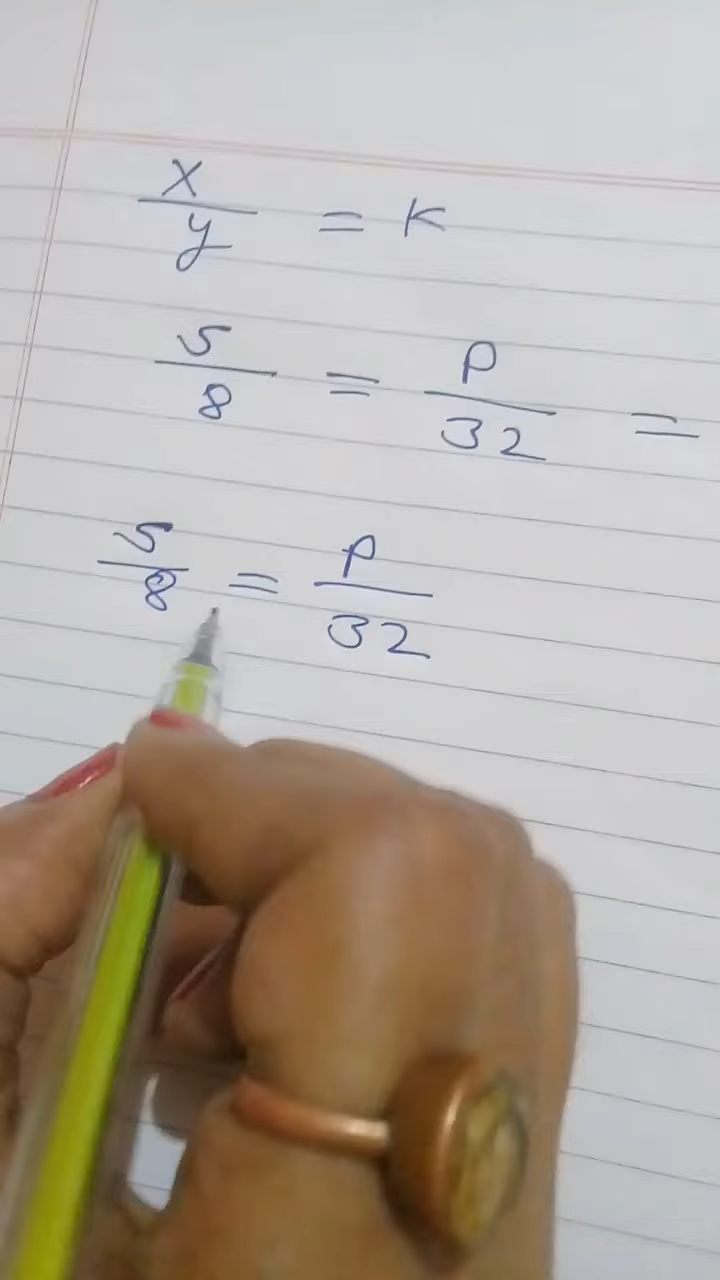 x/y = K
5/8 = P/32 =
5/8 = P/32